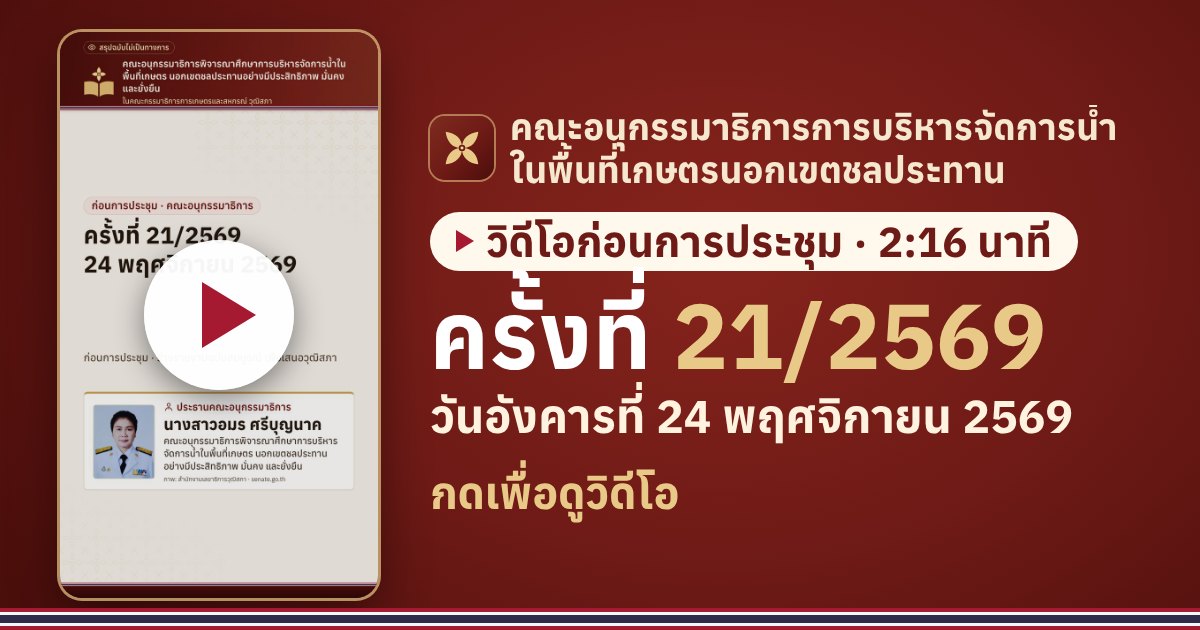 สรุปฉบับไม่เป็นทางการ
คณะอนุกรรมาธิการพิจารณาศึกษาการบริหารจัดการน้ำใน
พื้นที่เกษตร นอกเขตชลประทานอย่างมีประสิทธิภาพ มั่นคง
และยั่งยืน
ในคณะกรรมาธิการการเกษตรและสหกรณ์ วุฒิสภา
ก่อนการประชุม · คณะอนุกรรมาธิการ
ครั้งที่ 21/2569
24 พฤศจิกายน 2569
ก่อนการประชุม ·
ประธานคณะอนุกรรมาธิการ
นางสาวอมร ศรีบุญนาค
คณะอนุกรรมาธิการพิจารณาศึกษาการบริหาร
จัดการน้ำในพื้นที่เกษตร นอกเขตชลประทาน
อย่างมีประสิทธิภาพ มั่นคง และยั่งยืน
ภาพ: สำนักงานเลขาธิการวุฒิสภา · senate.go.th
คณะอนุกรรมาธิการการบริหารจัดการน้ำ
ในพื้นที่เกษตรนอกเขตชลประทาน
วิดีโอก่อนการประชุม · 2:16 นาที
ครั้งที่ 21/2569
วันอังคารที่ 24 พฤศจิกายน 2569
กดเพื่อดูวิดีโอ